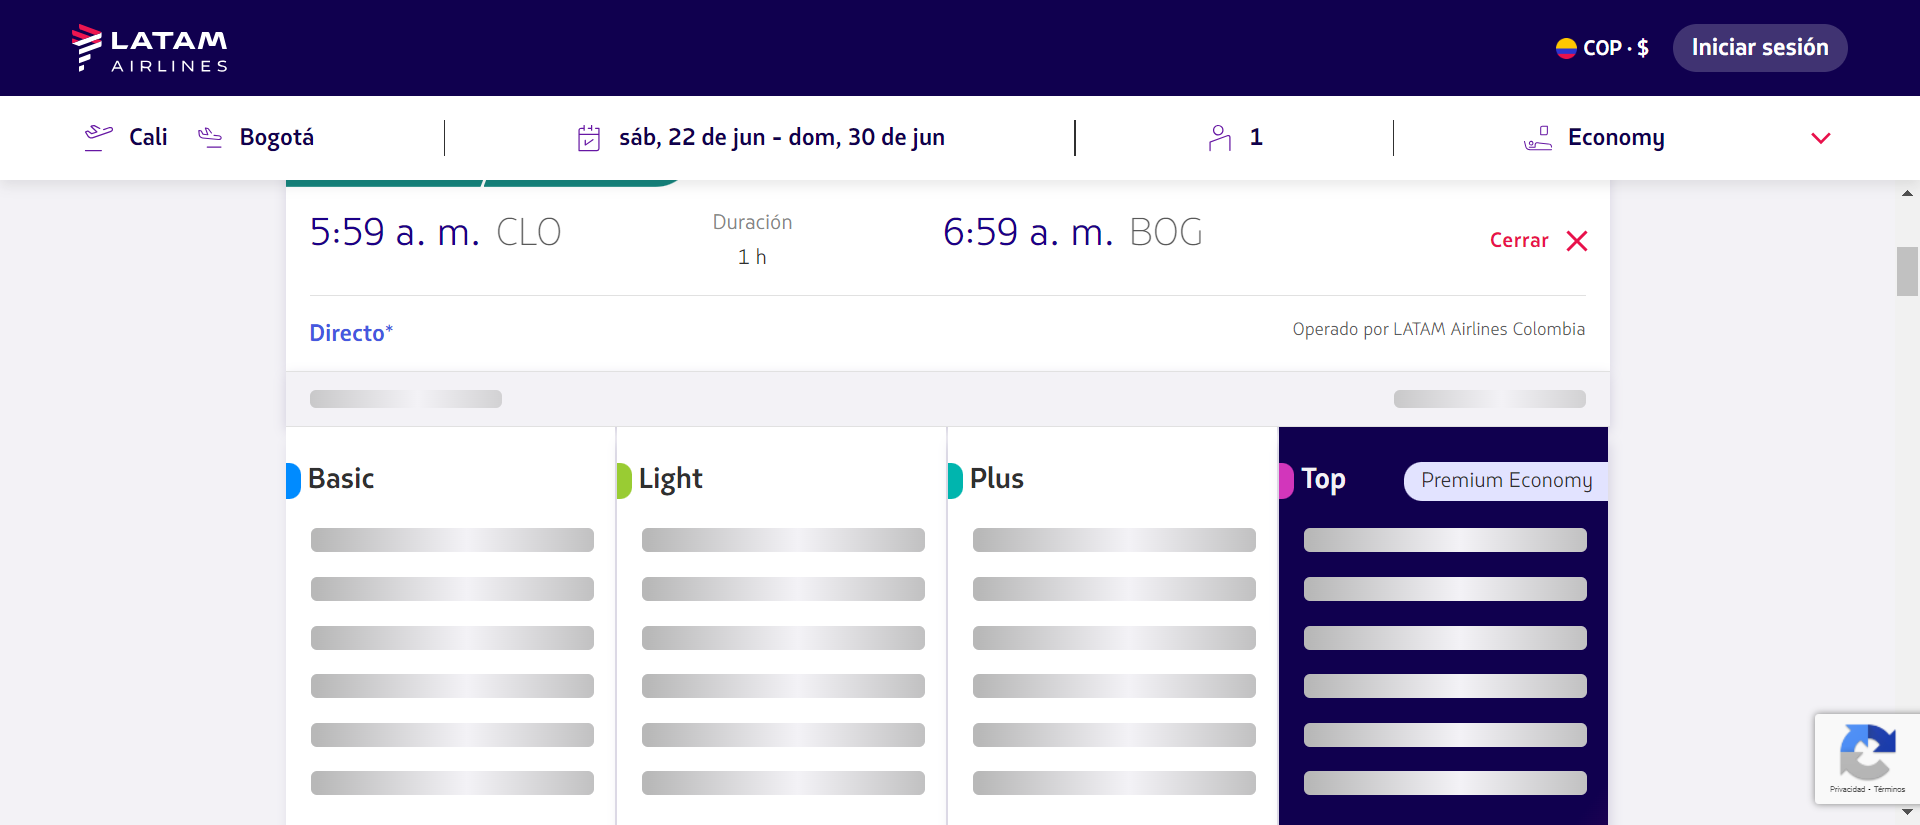 LATAM
AIRLINES
COP · $
Iniciar sesión
Cali
Bogotá
sáb, 22 de jun - dom, 30 de jun
1
Economy
5:59 a. m. CLO
Duración
1 h
6:59 a. m. BOG
Cerrar
Directo*
Operado por LATAM Airlines Colombia
Basic
Light
Plus
Top
Premium Economy
Privacidad - Términos